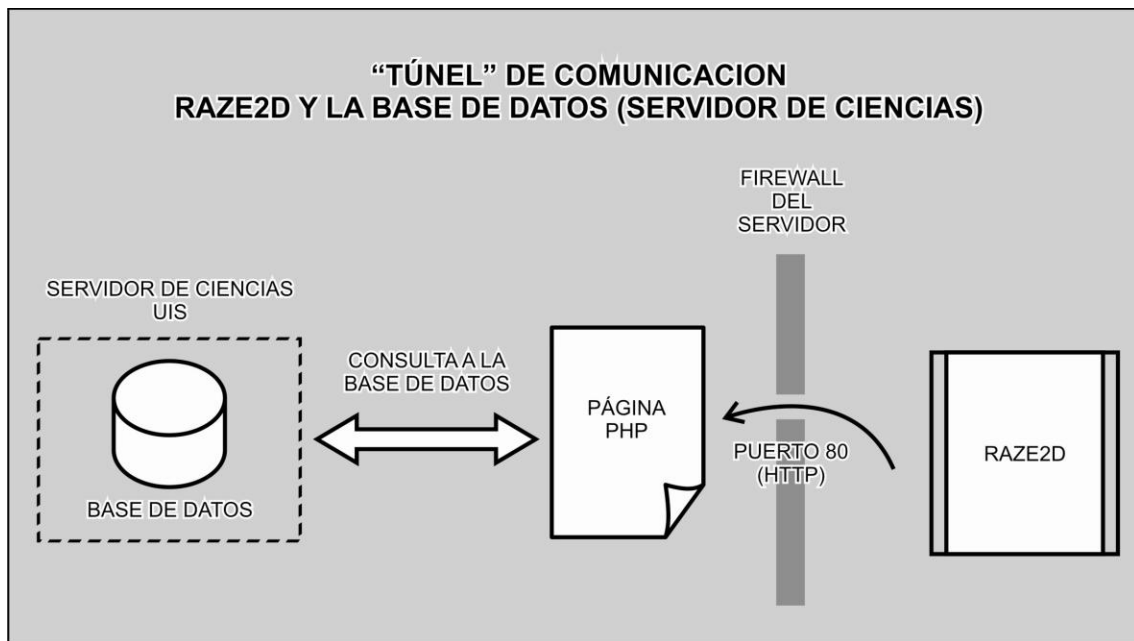 “TÚNEL” DE COMUNICACION
RAZE2D Y LA BASE DE DATOS (SERVIDOR DE CIENCIAS)
FIREWALL
DEL
SERVIDOR
SERVIDOR DE CIENCIAS
UIS
CONSULTA A LA
BASE DE DATOS
PÁGINA
PHP
PUERTO 80
(HTTP)
RAZE2D
BASE DE DATOS